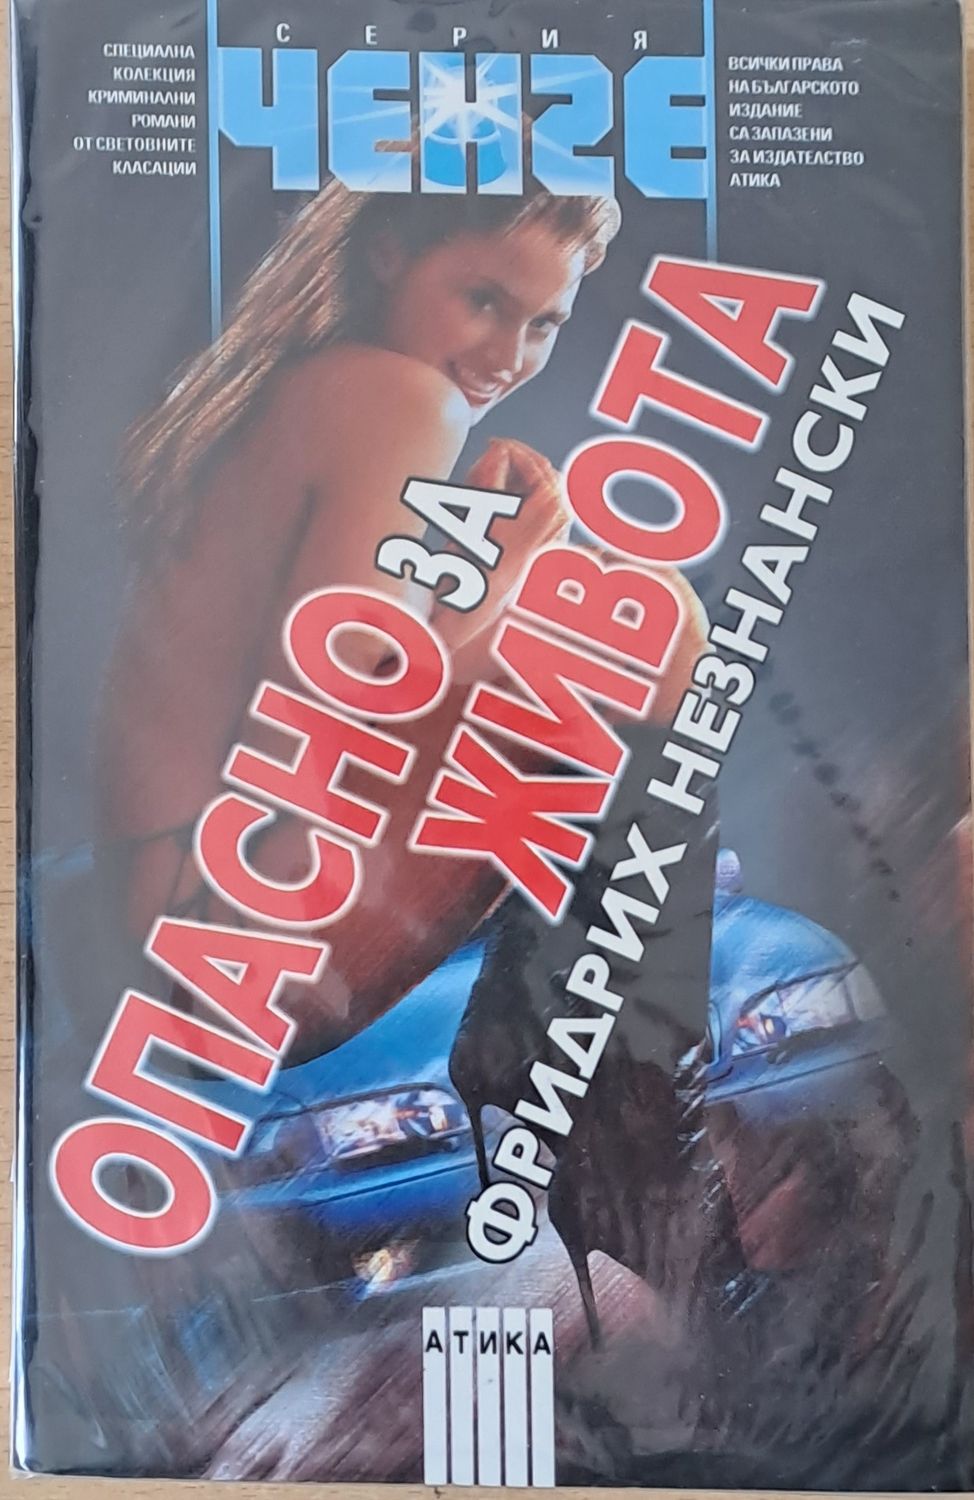 СЕРИЯ
ЧЕНГЕ
СПЕЦИАЛНА
КОЛЕКЦИЯ
КРИМИНАЛНИ
РОМАНИ
ОТ СВЕТОВНИТЕ
КЛАСАЦИИ
ВСИЧКИ ПРАВА
НА БЪЛГАРСКОТО
ИЗДАНИЕ
СА ЗАПАЗЕНИ
ЗА ИЗДАТЕЛСТВО
АТИКА
ОПАСНО ЗА
ЖИВОТА
ФРИДРИХ НЕЗНАНСКИ
АТИКА